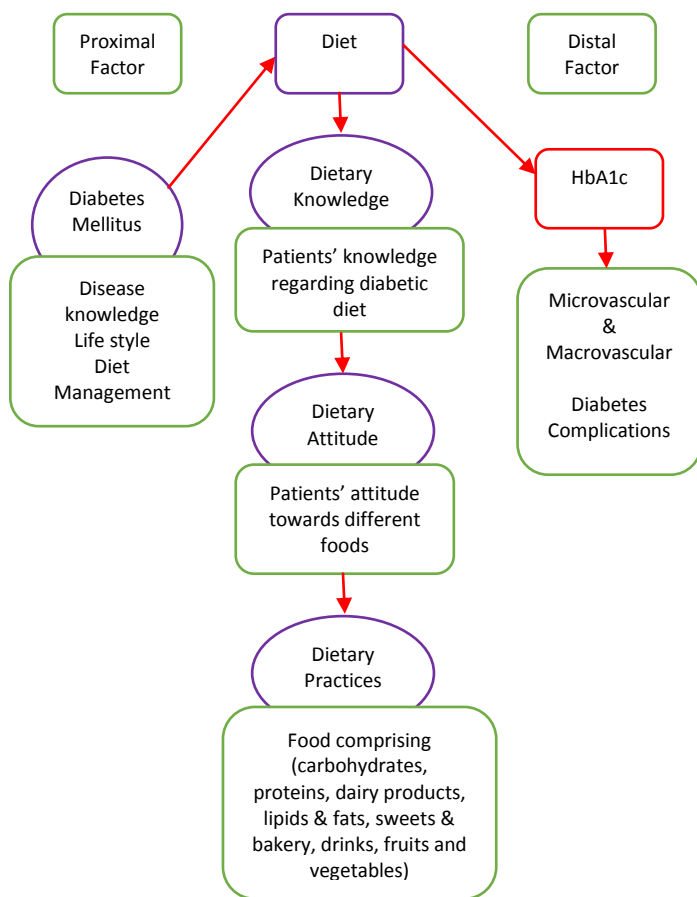 Proximal
Factor
Diet
Distal
Factor
Diabetes
Mellitus
Disease
knowledge
Life style
Diet
Management
Dietary
Knowledge
Patients’ knowledge
regarding diabetic
diet
Dietary
Attitude
Patients’ attitude
towards different
foods
Dietary
Practices
Food comprising
(carbohydrates,
proteins, dairy products,
lipids & fats, sweets &
bakery, drinks, fruits and
vegetables)
HbA1c
Microvascular
&
Macrovascular
Diabetes
Complications